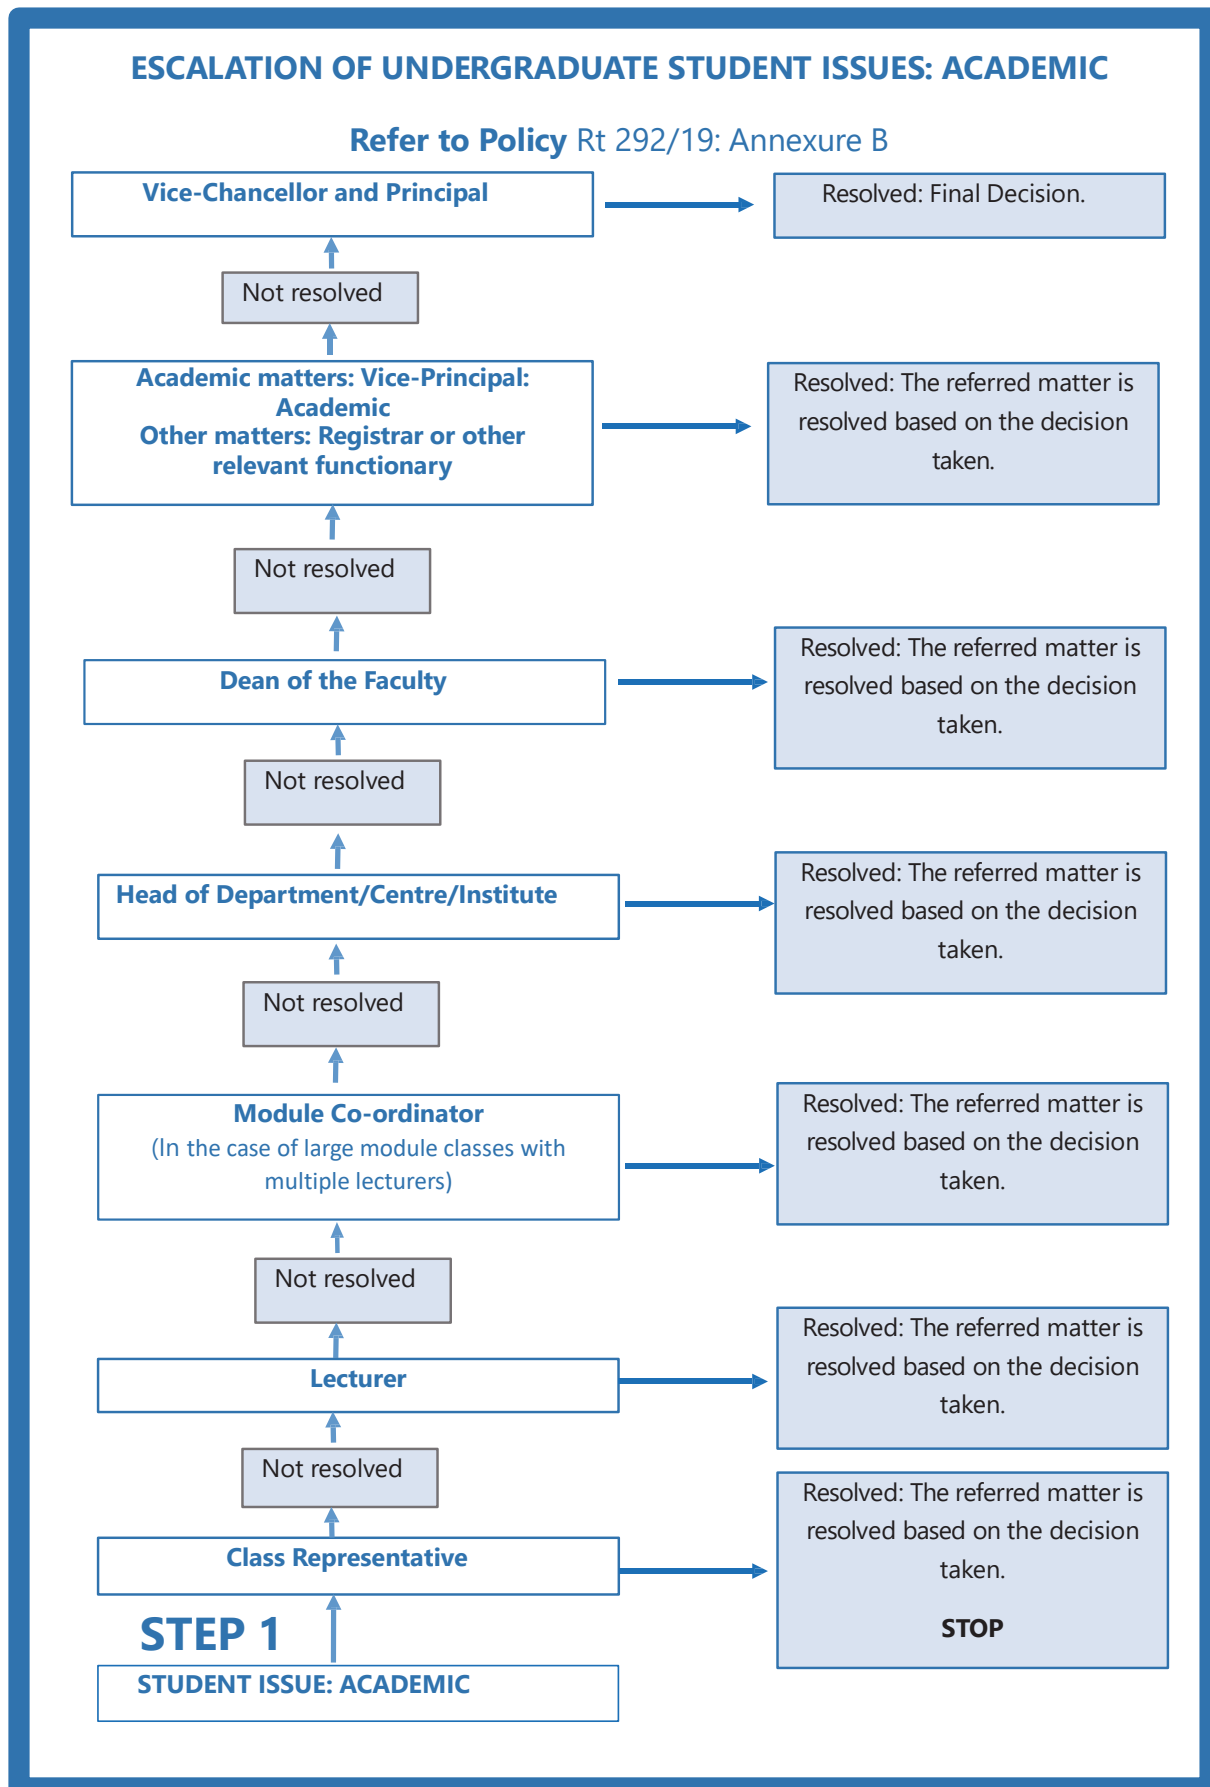 ESCALATION OF UNDERGRADUATE STUDENT ISSUES: ACADEMIC
Refer to Policy Rt 292/19: Annexure B
Vice-Chancellor and Principal
Resolved: Final Decision.
Not resolved
Academic matters: Vice-Principal:
Academic
Other matters: Registrar or other
relevant functionary
Resolved: The referred matter is
resolved based on the decision
taken.
Not resolved
Dean of the Faculty
Resolved: The referred matter is
resolved based on the decision
taken.
Not resolved
Head of Department/Centre/Institute
Resolved: The referred matter is
resolved based on the decision
taken.
Not resolved
Module Co-ordinator
(In the case of large module classes with
multiple lecturers)
Resolved: The referred matter is
resolved based on the decision
taken.
Not resolved
Lecturer
Resolved: The referred matter is
resolved based on the decision
taken.
Not resolved
Class Representative
Resolved: The referred matter is
resolved based on the decision
taken.
STOP
STEP 1
STUDENT ISSUE: ACADEMIC